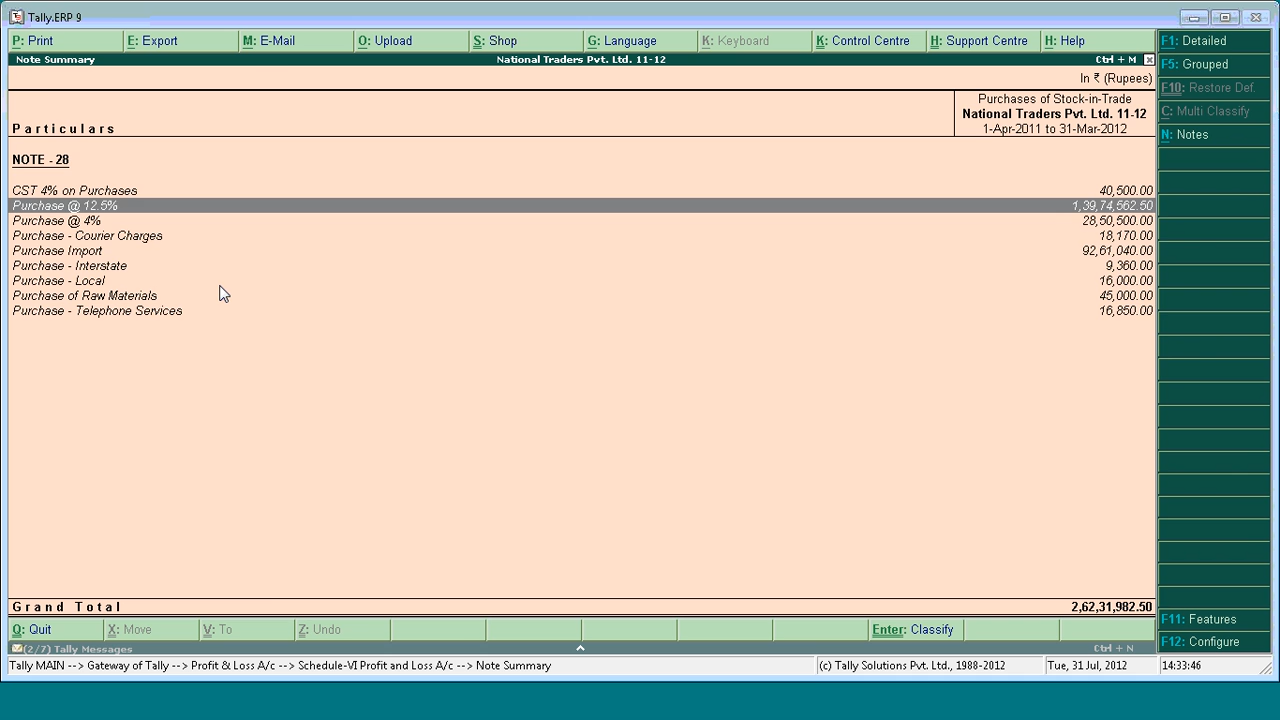 Tally.ERP 9
P: Print E: Export M: E-Mail O: Upload S: Shop G: Language K: Keyboard K: Control Centre H: Support Centre H: Help
F1: Detailed
F5: Grouped
F10: Restore Def.
C: Multi Classify
N: Notes
Note Summary National Traders Pvt. Ltd. 11-12 Ctrl + M
In ₹ (Rupees)
Purchases of Stock-in-Trade
National Traders Pvt. Ltd. 11-12
Particulars 1-Apr-2011 to 31-Mar-2012
NOTE - 28
CST 4% on Purchases 40,500.00
Purchase @ 12.5% 1,39,74,562.50
Purchase @ 4% 28,50,500.00
Purchase - Courier Charges 18,170.00
Purchase Import 92,61,040.00
Purchase - Interstate 9,360.00
Purchase - Local 16,000.00
Purchase of Raw Materials 45,000.00
Purchase - Telephone Services 16,850.00
Grand Total 2,62,31,982.50
F11: Features
F12: Configure
Q: Quit X: Move V: To Z: Undo Enter: Classify
(2/7) Tally Messages Ctrl + N
Tally MAIN --> Gateway of Tally --> Profit & Loss A/c --> Schedule-VI Profit and Loss A/c --> Note Summary (c) Tally Solutions Pvt. Ltd., 1988-2012 Tue, 31 Jul, 2012 14:33:46